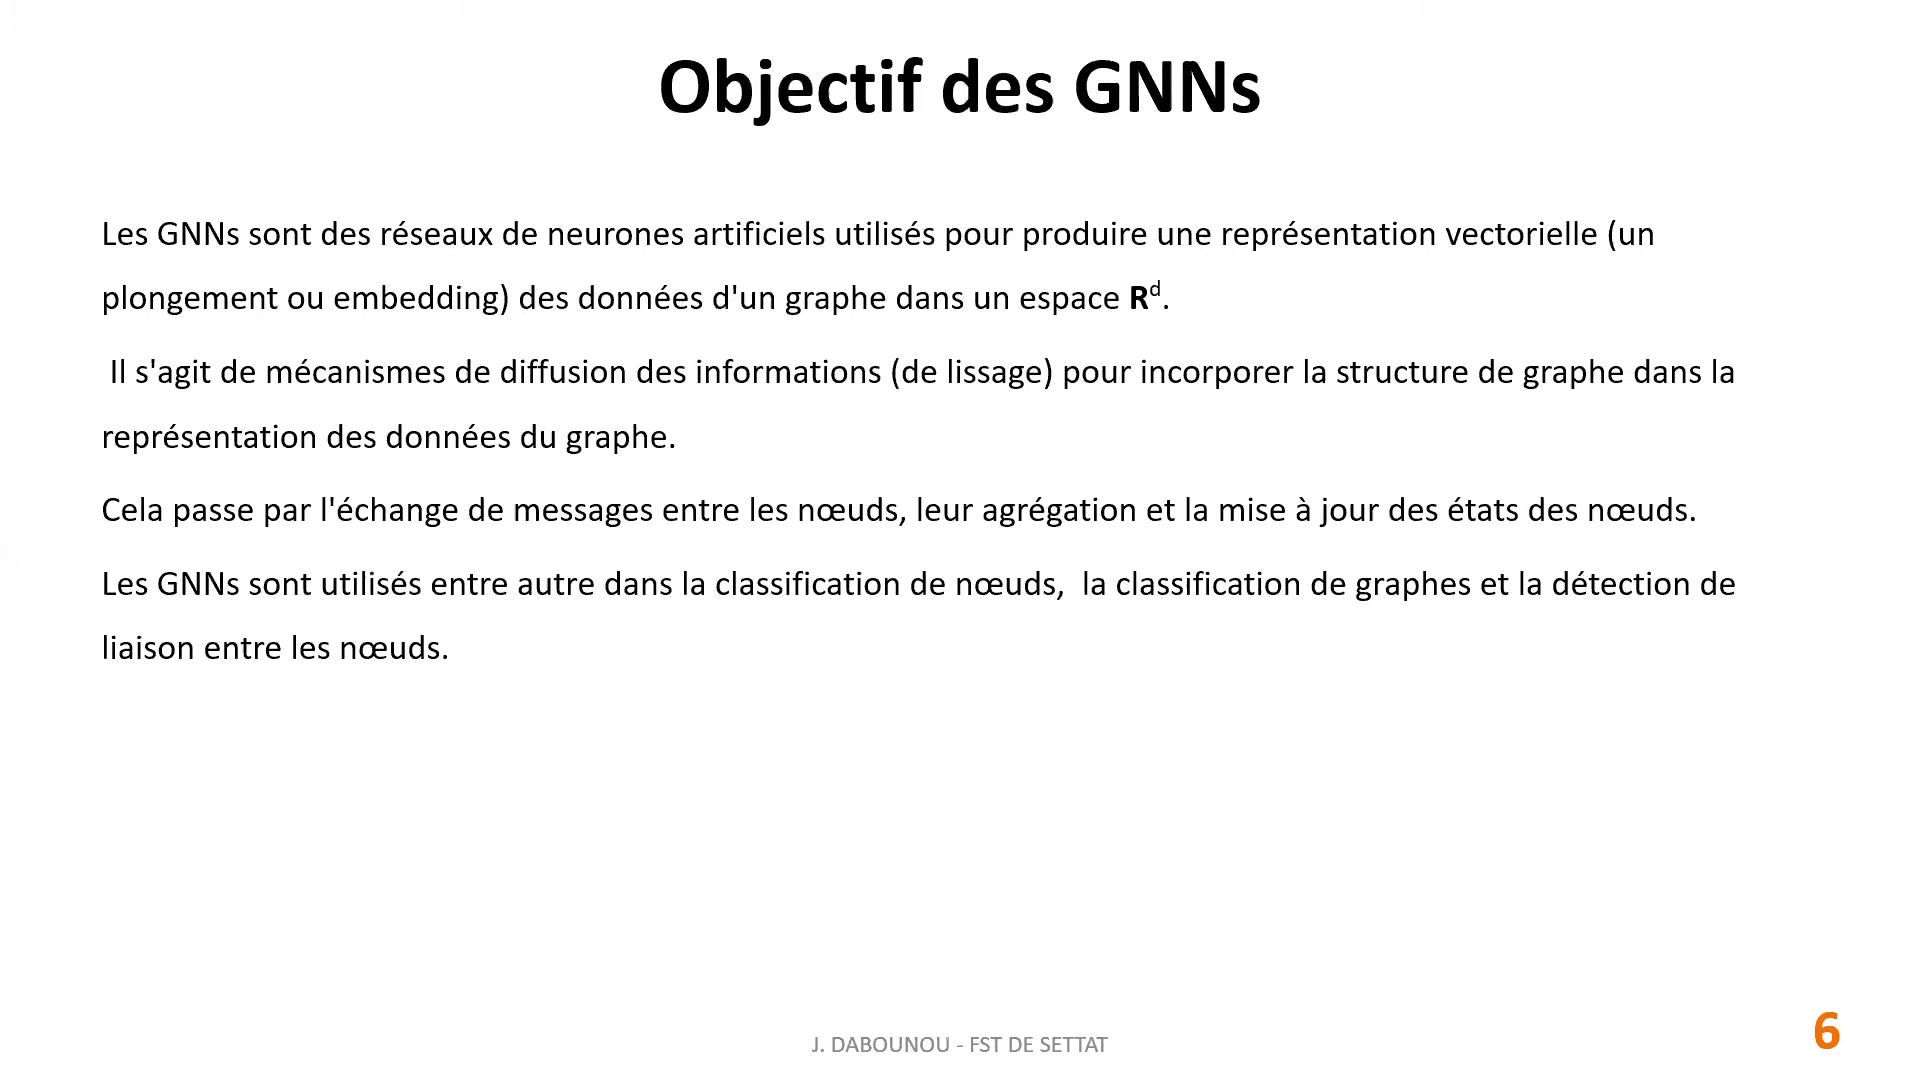 Objectif des GNNs
Les GNNs sont des réseaux de neurones artificiels utilisés pour produire une représentation vectorielle (un
plongement ou embedding) des données d'un graphe dans un espace Rᵈ.
Il s'agit de mécanismes de diffusion des informations (de lissage) pour incorporer la structure de graphe dans la
représentation des données du graphe.
Cela passe par l'échange de messages entre les nœuds, leur agrégation et la mise à jour des états des nœuds.
Les GNNs sont utilisés entre autre dans la classification de nœuds,  la classification de graphes et la détection de
liaison entre les nœuds.
J. DABOUNOU - FST DE SETTAT
6